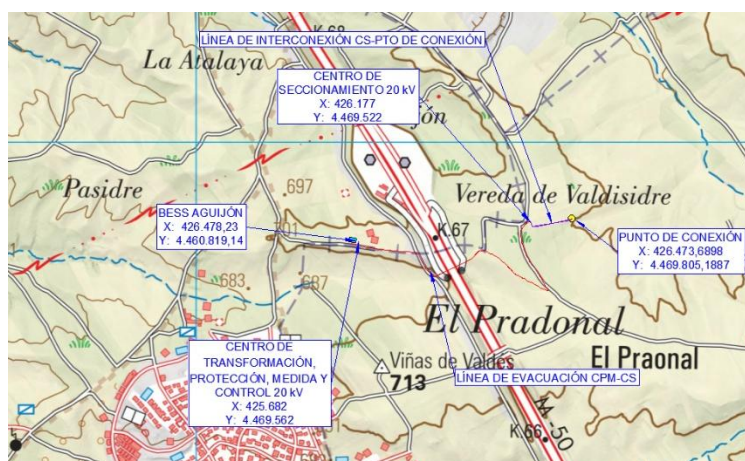 K.68
LÍNEA DE INTERCONEXIÓN CS-PTO DE CONEXIÓN
La Atalaya
CENTRO DE
SECCIONAMIENTO 20 kV
X: 426.177
Y: 4.469.522
jón
Pasidre
697
Vereda de Valdisidre
BESS AGUIJÓN
X: 426.478,23
Y: 4.460.819,14
701
K.67
PUNTO DE CONEXIÓN
X: 426.473,6898
Y: 4.469.805,1887
683
687
El Pradonal
El Praonal
CENTRO DE
TRANSFORMACIÓN,
PROTECCIÓN, MEDIDA Y
CONTROL 20 kV
X: 425.682
Y: 4.469.562
Viñas de Valdés
713
LÍNEA DE EVACUACIÓN CPM-CS
A4-50
K.66